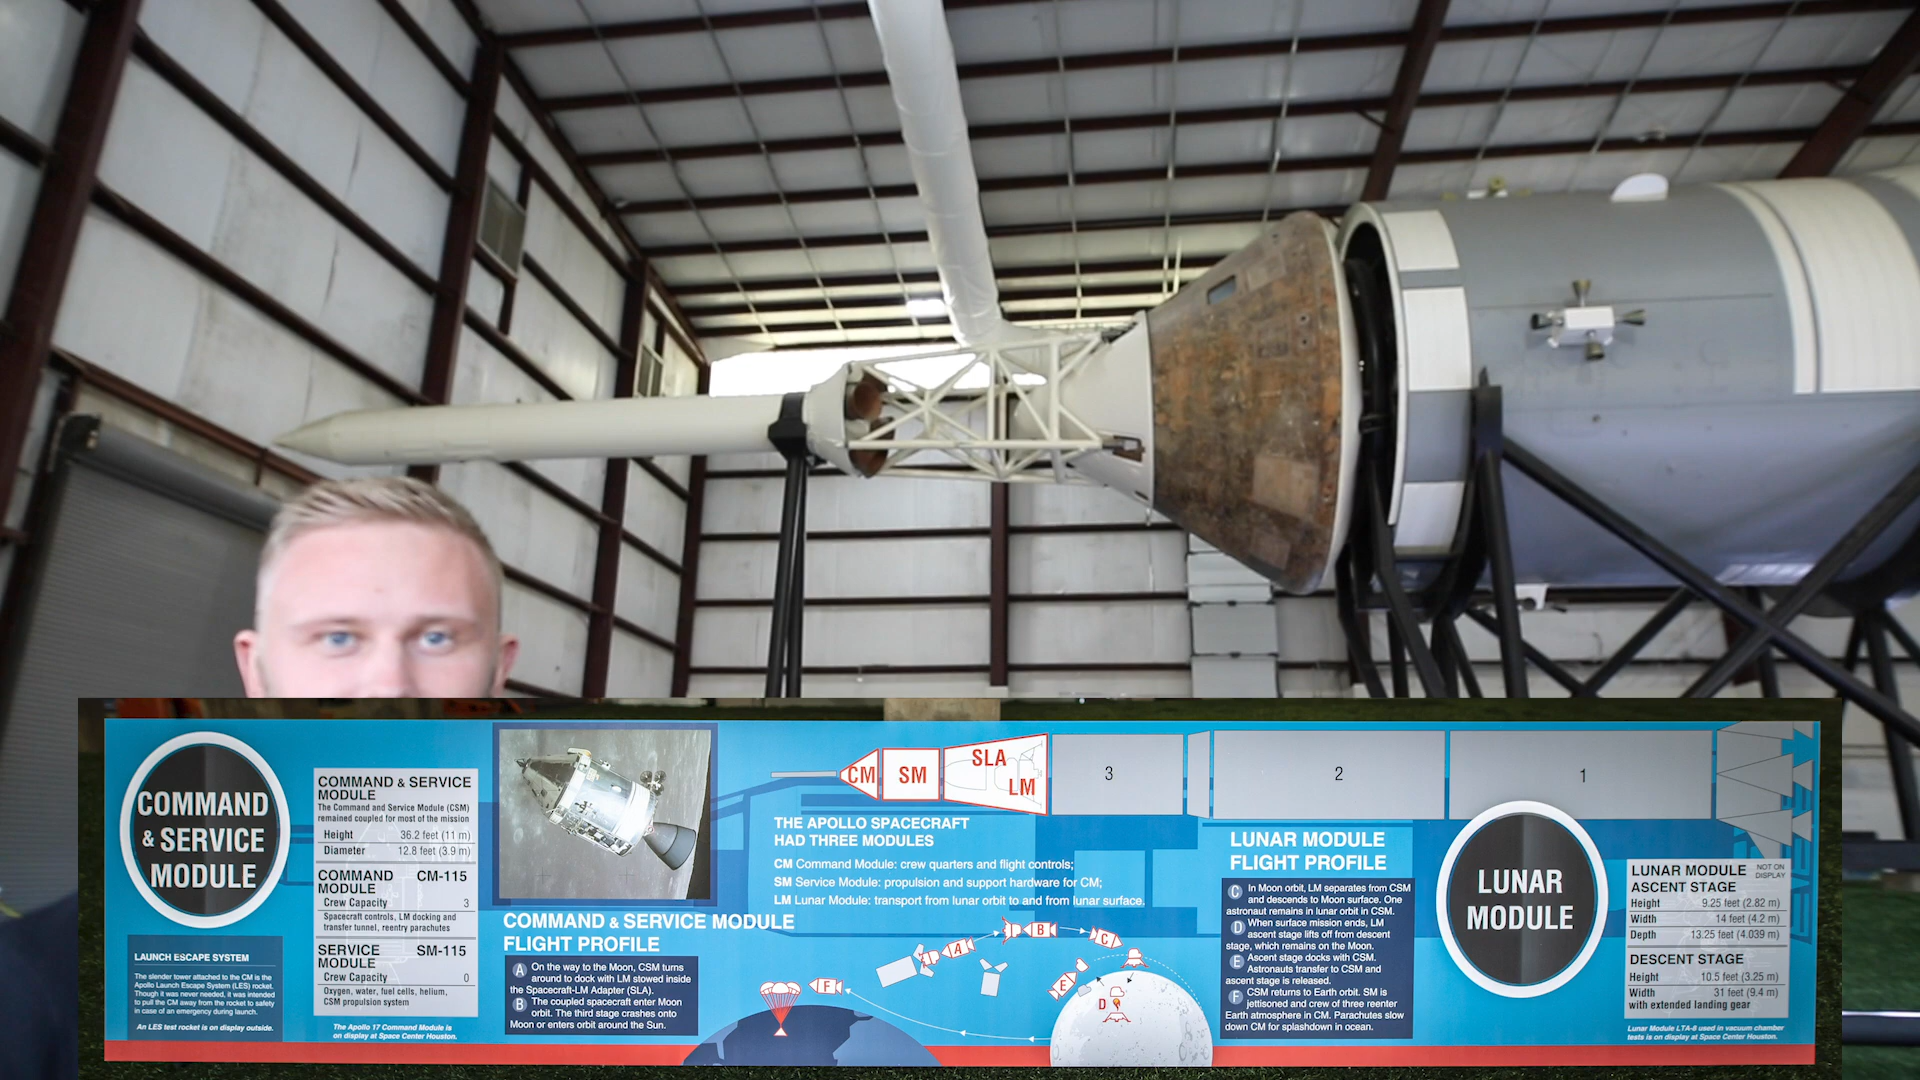 COMMAND
& SERVICE
MODULE
LAUNCH ESCAPE SYSTEM
The slender tower attached to the CM is the
Apollo Launch Escape System (LES) rocket.
Though it was never needed, it was intended
to pull the CM away from the rocket to safety
in case of an emergency during launch.
An LES test rocket is on display outside.
COMMAND & SERVICE
MODULE
The Command and Service Module (CSM)
remained coupled for most of the mission
Height 36.2 feet (11 m)
Diameter 12.8 feet (3.9 m)
COMMAND CM-115
MODULE
Crew Capacity 3
Spacecraft controls, LM docking and
transfer tunnel, reentry parachutes
SERVICE SM-115
MODULE
Crew Capacity 0
Oxygen, water, fuel cells, helium,
CSM propulsion system
The Apollo 17 Command Module is
on display at Space Center Houston.
COMMAND & SERVICE MODULE
FLIGHT PROFILE
A On the way to the Moon, CSM turns
around to dock with LM stowed inside
the Spacecraft-LM Adapter (SLA).
B The coupled spacecraft enter Moon
orbit. The third stage crashes onto
Moon or enters orbit around the Sun.
CM SM SLA LM 3 2 1
THE APOLLO SPACECRAFT
HAD THREE MODULES
CM Command Module: crew quarters and flight controls;
SM Service Module: propulsion and support hardware for CM;
LM Lunar Module: transport from lunar orbit to and from lunar surface.
A B C
F E D
LUNAR MODULE
FLIGHT PROFILE
C In Moon orbit, LM separates from CSM
and descends to Moon surface. One
astronaut remains in lunar orbit in CSM.
D When surface mission ends, LM
ascent stage lifts off from descent
stage, which remains on the Moon.
E Ascent stage docks with CSM.
Astronauts transfer to CSM and
ascent stage is released.
F CSM returns to Earth orbit. SM is
jettisoned and crew of three reenter
Earth atmosphere in CM. Parachutes slow
down CM for splashdown in ocean.
LUNAR
MODULE
LUNAR MODULE NOT ON
ASCENT STAGE DISPLAY
Height 9.25 feet (2.82 m)
Width 14 feet (4.2 m)
Depth 13.25 feet (4.039 m)
DESCENT STAGE
Height 10.5 feet (3.25 m)
Width 31 feet (9.4 m)
with extended landing gear
Lunar Module LTA-8 used in vacuum chamber
tests is on display at Space Center Houston.